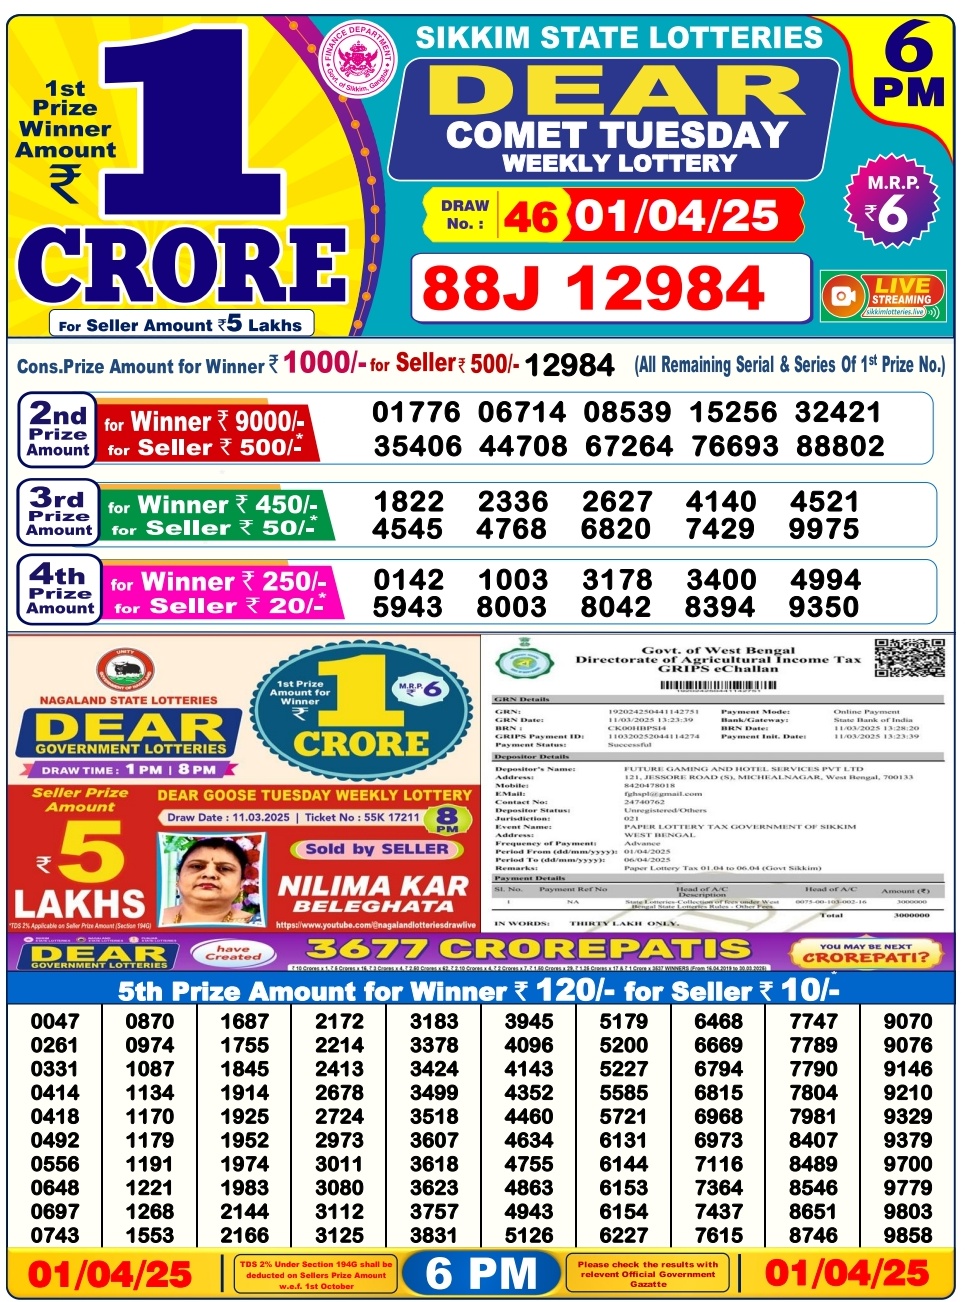 1st
Prize
Winner
Amount
₹
1
CRORE
For Seller Amount ₹5 Lakhs
FINANCE DEPARTMENT
Govt. of Sikkim, Gangtok
SIKKIM STATE LOTTERIES
DEAR
COMET TUESDAY
WEEKLY LOTTERY
6
PM
DRAW No. : 46 01/04/25
M.R.P.
₹6
88J 12984
LIVE
STREAMING
sikkimlotteries.live
Cons.Prize Amount for Winner ₹ 1000/- for Seller ₹ 500/- 12984 (All Remaining Serial & Series Of 1st Prize No.)
2nd
Prize
Amount
for Winner ₹ 9000/-
for Seller ₹ 500/-*
01776 06714 08539 15256 32421
35406 44708 67264 76693 88802
3rd
Prize
Amount
for Winner ₹ 450/-
for Seller ₹ 50/-*
1822 2336 2627 4140 4521
4545 4768 6820 7429 9975
4th
Prize
Amount
for Winner ₹ 250/-
for Seller ₹ 20/-*
0142 1003 3178 3400 4994
5943 8003 8042 8394 9350
UNITY
NAGALAND STATE LOTTERIES
DEAR
GOVERNMENT LOTTERIES
DRAW TIME : 1 PM | 8 PM
1st Prize
Amount for
Winner
₹
1
CRORE
M.R.P.
₹6
Seller Prize
Amount
₹ 5
LAKHS
*TDS 2% Applicable on Seller Prize Amount (Section 194G)
DEAR GOOSE TUESDAY WEEKLY LOTTERY
Draw Date : 11.03.2025 | Ticket No : 55K 17211
8
PM
Sold by SELLER
NILIMA KAR
BELEGHATA
https://www.youtube.com/@nagalandlotteriesdrawlive
Govt. of West Bengal
Directorate of Agricultural Income Tax
GRIPS eChallan
192024250441142751
GRN Details
GRN: 192024250441142751 Payment Mode: Online Payment
GRN Date: 11/03/2025 13:23:39 Bank/Gateway: State Bank of India
BRN : CK00HBPSI4 BRN Date: 11/03/2025 13:28:20
GRIPS Payment ID: 110320252044114274 Payment Init. Date: 11/03/2025 13:23:39
Payment Status: Successful
Depositor Details
Depositor's Name: FUTURE GAMING AND HOTEL SERVICES PVT LTD
Address: 121, JESSORE ROAD (S), MICHEALNAGAR, West Bengal, 700133
Mobile: 8420478018
EMail: fghspl@gmail.com
Contact No: 24740762
Depositor Status: Unregistered/Others
Jurisdiction: 021
Event Name: PAPER LOTTERY TAX GOVERNMENT OF SIKKIM
Address: WEST BENGAL
Frequency of Payment: Advance
Period From (dd/mm/yyyy): 01/04/2025
Period To (dd/mm/yyyy): 06/04/2025
Remarks: Paper Lottery Tax 01.04 to 06.04 (Govt Sikkim)
Payment Details
Sl. No. Payment Ref No Head of A/C Description Head of A/C Amount (₹)
1 NA State Lotteries-Collection of fees under West Bengal State Lotteries Rules - Other Fees 0075-00-103-002-16 3000000
Total 3000000
IN WORDS: THIRTY LAKH ONLY.
DEAR
GOVERNMENT LOTTERIES
have
Created
3677 CROREPATIS
YOU MAY BE NEXT
CROREPATI?
5th Prize Amount for Winner ₹ 120/- for Seller ₹ 10/-*
0047 0870 1687 2172 3183 3945 5179 6468 7747 9070
0261 0974 1755 2214 3378 4096 5200 6669 7789 9076
0331 1087 1845 2413 3424 4143 5227 6794 7790 9146
0414 1134 1914 2678 3499 4352 5585 6815 7804 9210
0418 1170 1925 2724 3518 4460 5721 6968 7981 9329
0492 1179 1952 2973 3607 4634 6131 6973 8407 9379
0556 1191 1974 3011 3618 4755 6144 7116 8489 9700
0648 1221 1983 3080 3623 4863 6153 7364 8546 9779
0697 1268 2144 3112 3757 4943 6154 7437 8651 9803
0743 1553 2166 3125 3831 5126 6227 7615 8746 9858
01/04/25
TDS 2% Under Section 194G shall be
deducted on Sellers Prize Amount
w.e.f. 1st October
6 PM
Please check the results with
relevent Official Government
Gazatte
01/04/25